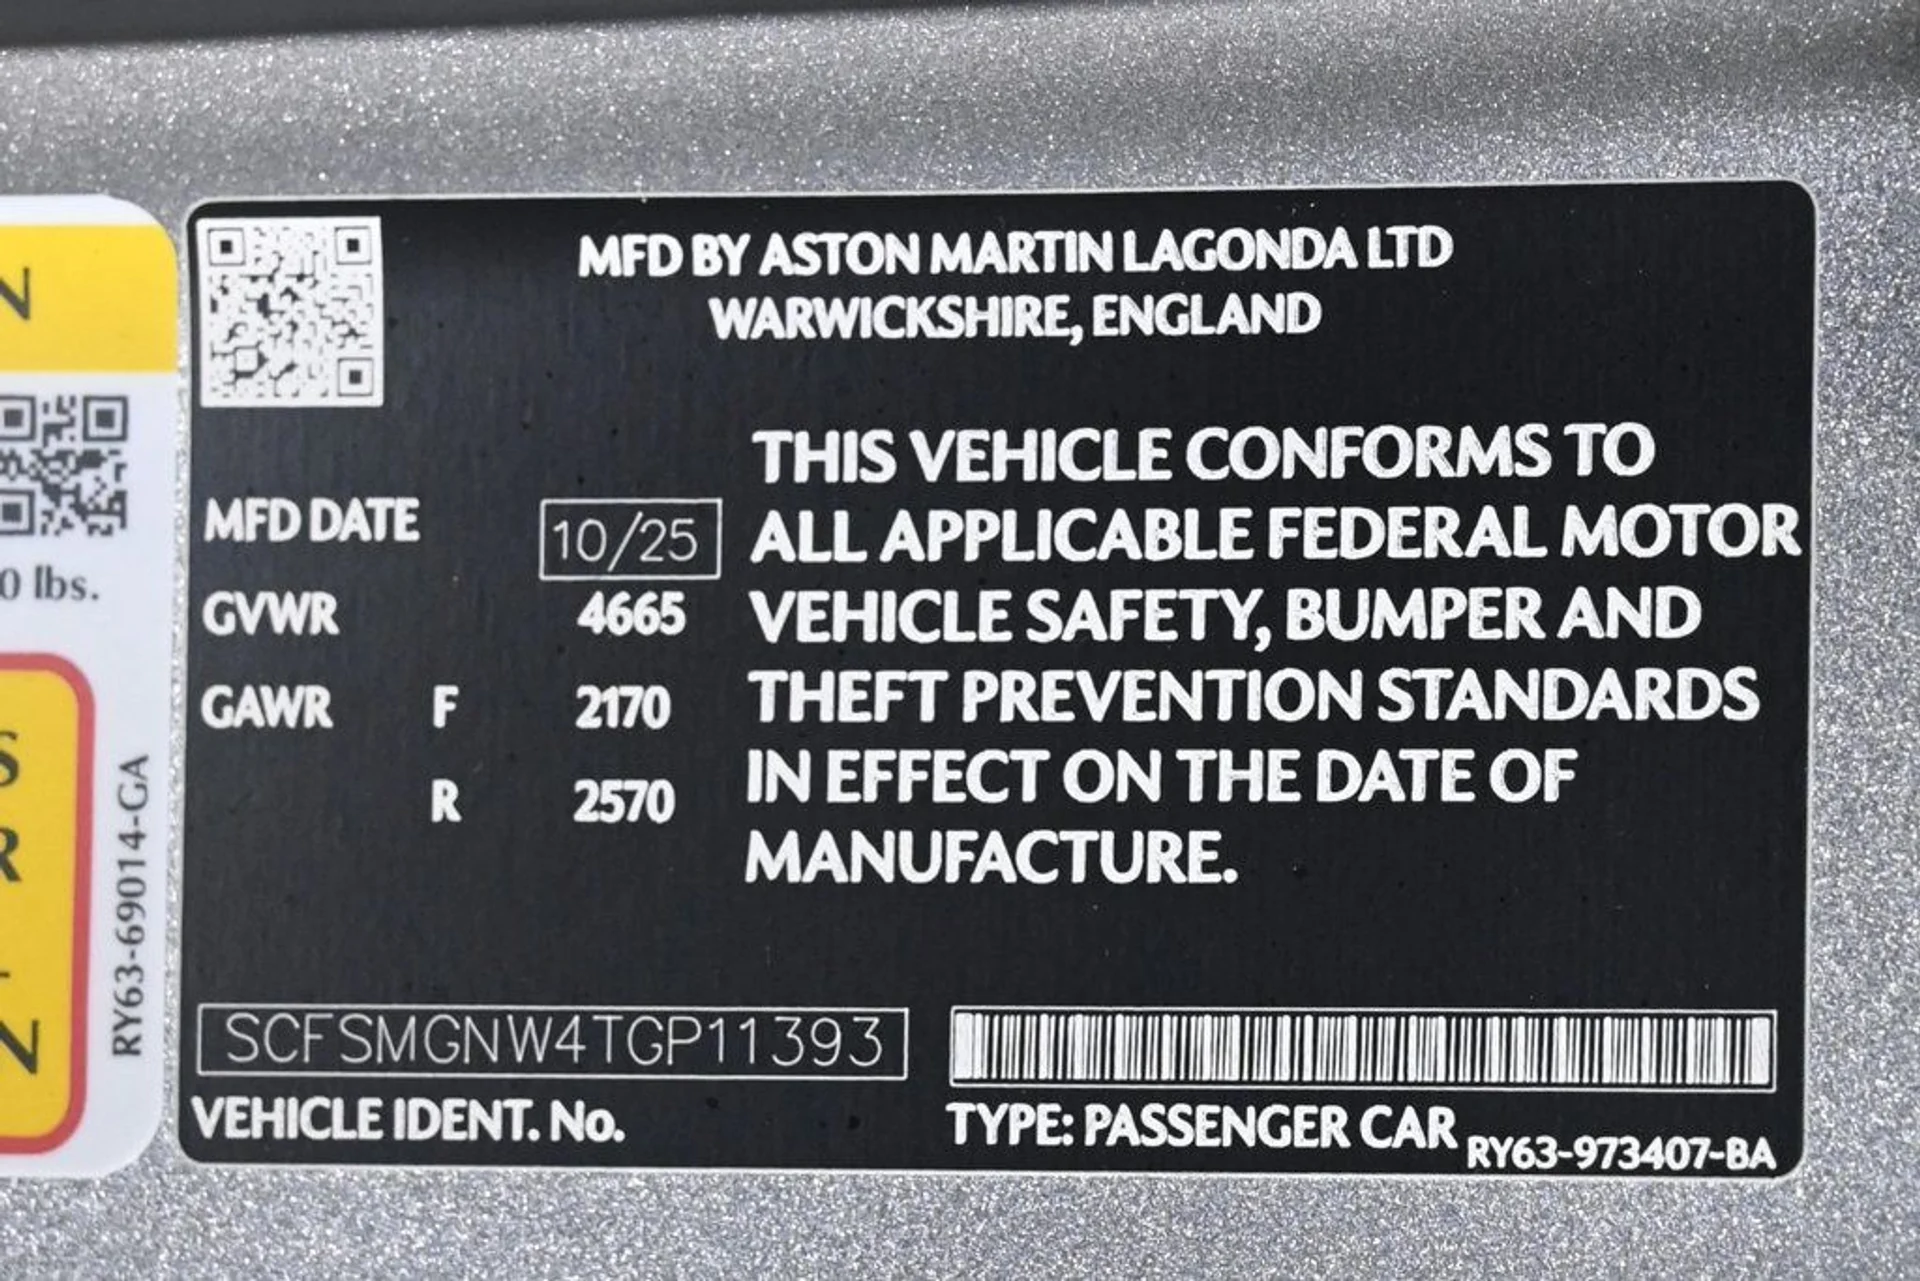 MFD BY ASTON MARTIN LAGONDA LTD
WARWICKSHIRE, ENGLAND
MFD DATE 10/25
GVWR 4665
GAWR F 2170
R 2570
THIS VEHICLE CONFORMS TO
ALL APPLICABLE FEDERAL MOTOR
VEHICLE SAFETY, BUMPER AND
THEFT PREVENTION STANDARDS
IN EFFECT ON THE DATE OF
MANUFACTURE.
SCFSMGNW4TGP11393
VEHICLE IDENT. No.
TYPE: PASSENGER CAR
RY63-973407-BA
N
0 lbs.
S
R
N
RY63-69014-GA